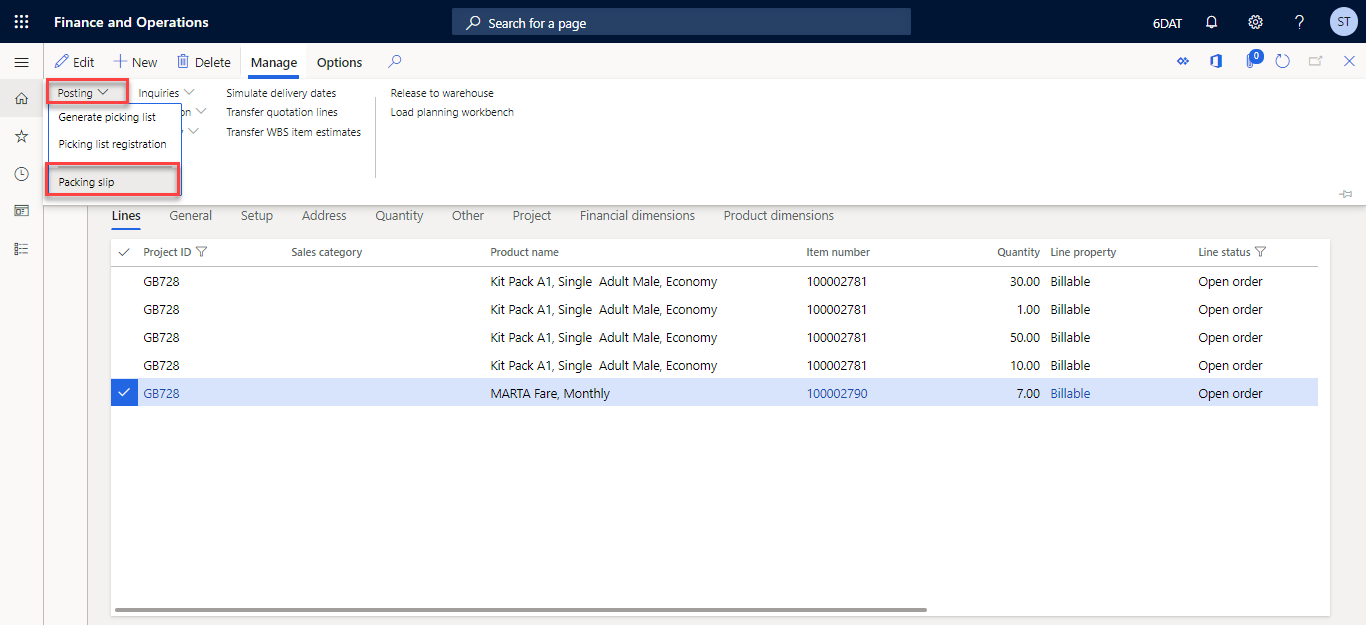 Finance and Operations
Search for a page
6DAT
ST
Edit
New
Delete
Manage
Options
0
Posting
Inquiries
Simulate delivery dates
Release to warehouse
Generate picking list
Transfer quotation lines
Load planning workbench
Picking list registration
Transfer WBS item estimates
Packing slip
Lines General Setup Address Quantity Other Project Financial dimensions Product dimensions
Project ID Sales category Product name Item number Quantity Line property Line status
GB728 Kit Pack A1, Single  Adult Male, Economy 100002781 30.00 Billable Open order
GB728 Kit Pack A1, Single  Adult Male, Economy 100002781 1.00 Billable Open order
GB728 Kit Pack A1, Single  Adult Male, Economy 100002781 50.00 Billable Open order
GB728 Kit Pack A1, Single  Adult Male, Economy 100002781 10.00 Billable Open order
GB728 MARTA Fare, Monthly 100002790 7.00 Billable Open order